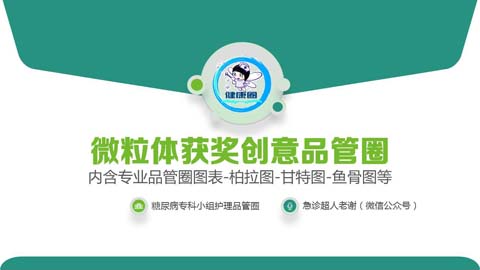 健康圈
微粒体获奖创意品管圈
内含专业品管圈图表-柏拉图-甘特图-鱼骨图等
糖尿病专科小组护理品管圈
急诊超人老谢（微信公众号）